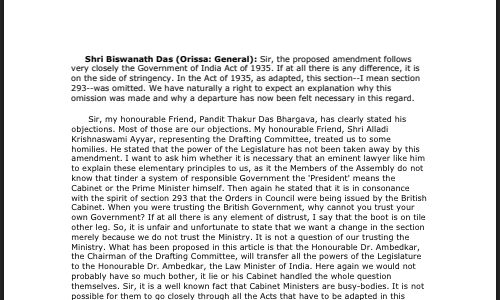 Shri Biswanath Das (Orissa: General): Sir, the proposed amendment follows
very closely the Government of India Act of 1935. If at all there is any difference, it is
on the side of stringency. In the Act of 1935, as adapted, this section--I mean section
293--was omitted. We have naturally a right to expect an explanation why this
omission was made and why a departure has now been felt necessary in this regard.
Sir, my honourable Friend, Pandit Thakur Das Bhargava, has clearly stated his
objections. Most of those are our objections. My honourable Friend, Shri Alladi
Krishnaswami Ayyar, representing the Drafting Committee, treated us to some
homilies. He stated that the power of the Legislature has not been taken away by this
amendment. I want to ask him whether it is necessary that an eminent lawyer like him
to explain these elementary principles to us, as it the Members of the Assembly do not
know that tinder a system of responsible Government the 'President' means the
Cabinet or the Prime Minister himself. Then again he stated that it is in consonance
with the spirit of section 293 that the Orders in Council were being issued by the British
Cabinet. When you were trusting the British Government, why cannot you trust your
own Government? If at all there is any element of distrust, I say that the boot is on tile
other leg. So, it is unfair and unfortunate to state that we want a change in the section
merely because we do not trust the Ministry. It is not a question of our trusting the
Ministry. What has been proposed in this article is that the Honourable Dr. Ambedkar,
the Chairman of the Drafting Committee, will transfer all the powers of the Legislature
to the Honourable Dr. Ambedkar, the Law Minister of India. Here again we would not
probably have so much bother, it lie or his Cabinet handled the whole question
themselves. Sir, it is a well known fact that Cabinet Ministers are busy-bodies. It is not
possible for them to go closely through all the Acts that have to be adapted in this